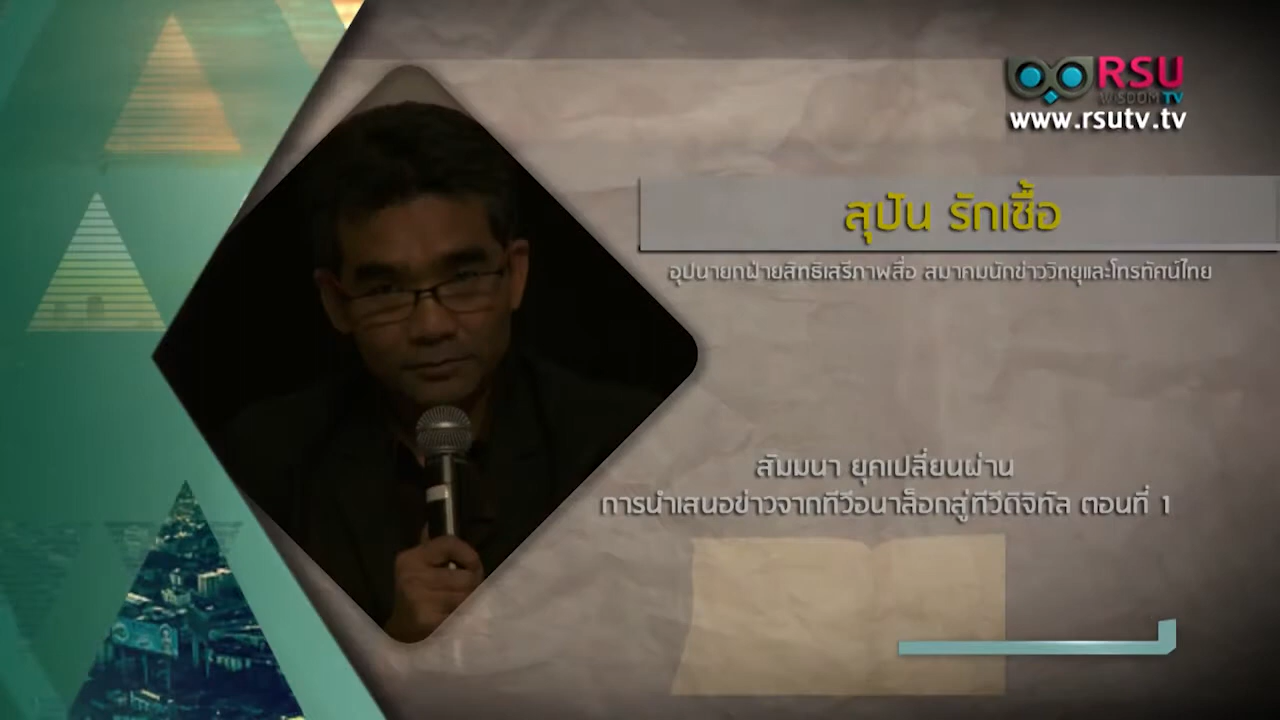 RSU
WISDOM TV
www.rsutv.tv
สุปัน รักเชื้อ
อุปนายกฝ่ายสิทธิเสรีภาพสื่อ สมาคมนักข่าววิทยุและโทรทัศน์ไทย
สัมมนา ยุคเปลี่ยนผ่าน
การนำเสนอข่าวจากทีวีอนาล็อกสู่ทีวีดิจิทัล ตอนที่ 1